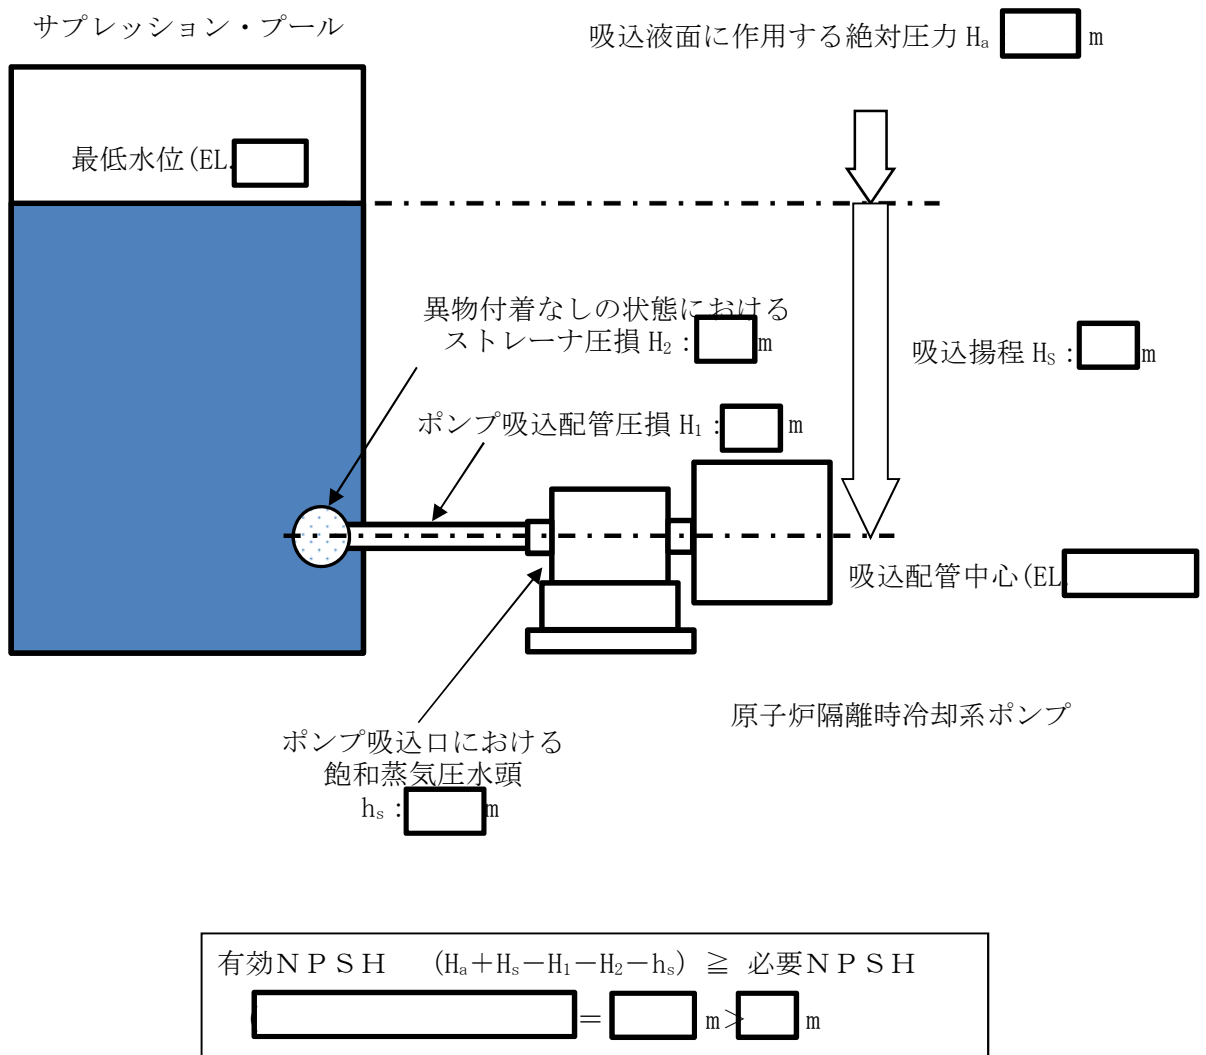 サプレッション・プール
吸込液面に作用する絶対圧力 Hₐ m
最低水位(EL.
異物付着なしの状態における
ストレーナ圧損 H₂：m
吸込揚程 H_S：m
ポンプ吸込配管圧損 H₁：m
吸込配管中心(EL.
原子炉隔離時冷却系ポンプ
ポンプ吸込口における
飽和蒸気圧水頭
hₛ：m
有効ＮＰＳＨ (Hₐ＋Hₛ－H₁－H₂－hₛ) ≧ 必要ＮＰＳＨ
＝ m＞ m